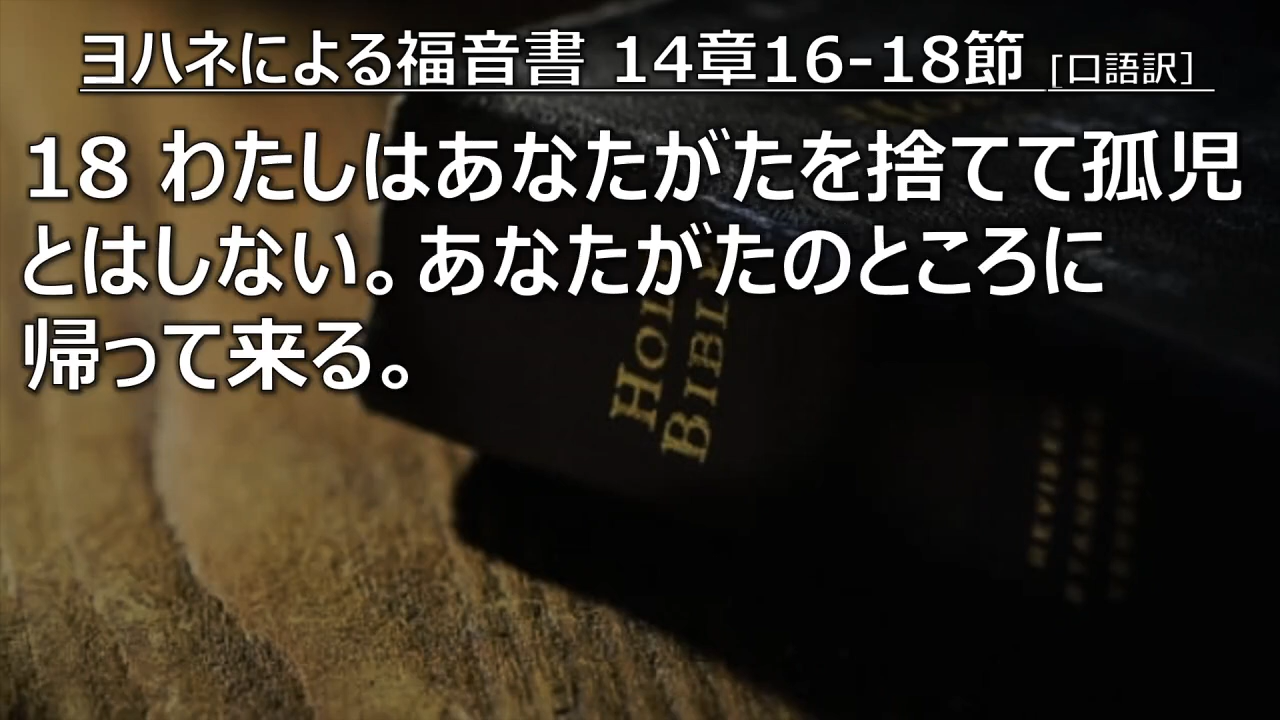 ヨハネによる福音書 14章16-18節 [口語訳]
18 わたしはあなたがたを捨てて孤児
とはしない。あなたがたのところに
帰って来る。
HOLY
BIBLE
REVISED
STANDARD
VERSION